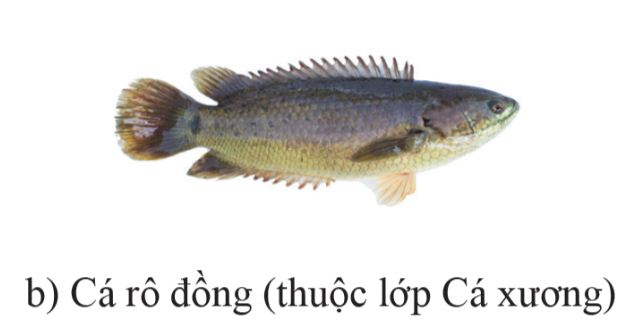 b) Cá rô đồng (thuộc lớp Cá xương)